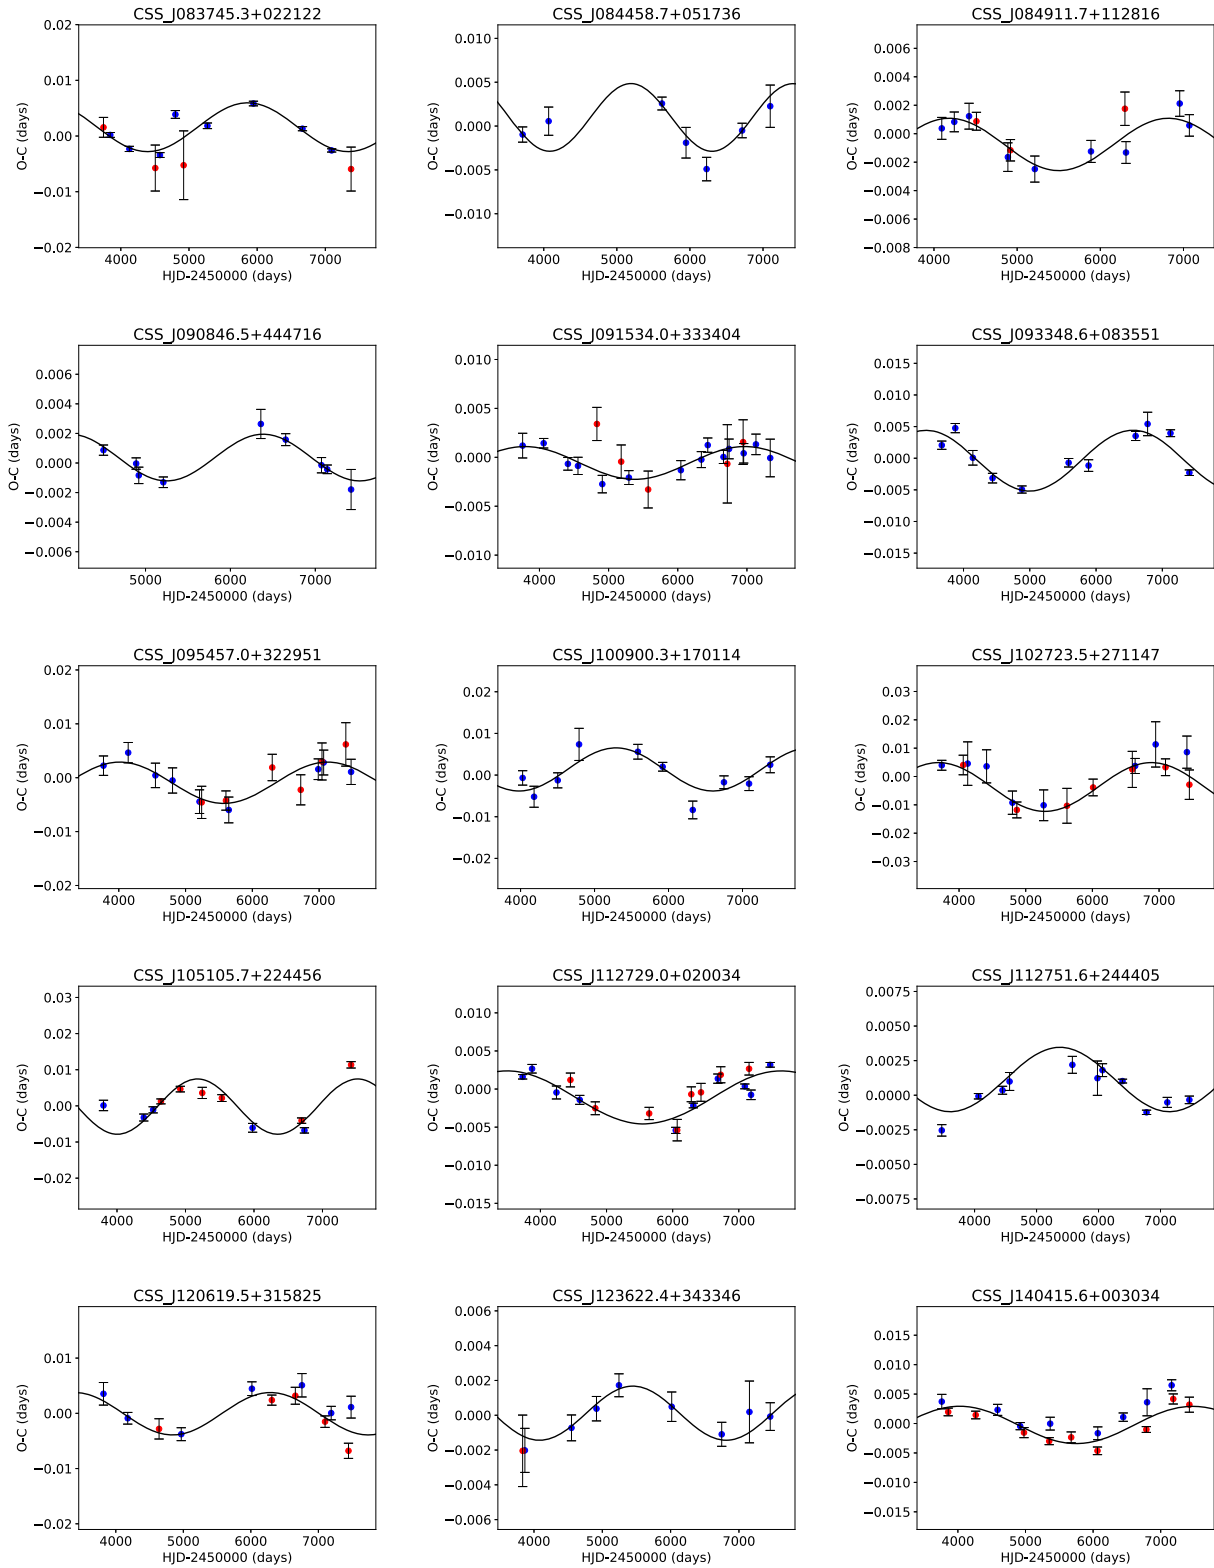 CSS_J083745.3+022122
0.02
0.01
0.00
−0.01
−0.02
O-C (days)
4000 5000 6000 7000
HJD-2450000 (days)
CSS_J084458.7+051736
0.010
0.005
0.000
−0.005
−0.010
O-C (days)
4000 5000 6000 7000
HJD-2450000 (days)
CSS_J084911.7+112816
0.006
0.004
0.002
0.000
−0.002
−0.004
−0.006
−0.008
O-C (days)
4000 5000 6000 7000
HJD-2450000 (days)
CSS_J090846.5+444716
0.006
0.004
0.002
0.000
−0.002
−0.004
−0.006
O-C (days)
5000 6000 7000
HJD-2450000 (days)
CSS_J091534.0+333404
0.010
0.005
0.000
−0.005
−0.010
O-C (days)
4000 5000 6000 7000
HJD-2450000 (days)
CSS_J093348.6+083551
0.015
0.010
0.005
0.000
−0.005
−0.010
−0.015
O-C (days)
4000 5000 6000 7000
HJD-2450000 (days)
CSS_J095457.0+322951
0.02
0.01
0.00
−0.01
−0.02
O-C (days)
4000 5000 6000 7000
HJD-2450000 (days)
CSS_J100900.3+170114
0.02
0.01
0.00
−0.01
−0.02
O-C (days)
4000 5000 6000 7000
HJD-2450000 (days)
CSS_J102723.5+271147
0.03
0.02
0.01
0.00
−0.01
−0.02
−0.03
O-C (days)
4000 5000 6000 7000
HJD-2450000 (days)
CSS_J105105.7+224456
0.03
0.02
0.01
0.00
−0.01
−0.02
O-C (days)
4000 5000 6000 7000
HJD-2450000 (days)
CSS_J112729.0+020034
0.010
0.005
0.000
−0.005
−0.010
−0.015
O-C (days)
4000 5000 6000 7000
HJD-2450000 (days)
CSS_J112751.6+244405
0.0075
0.0050
0.0025
0.0000
−0.0025
−0.0050
−0.0075
O-C (days)
4000 5000 6000 7000
HJD-2450000 (days)
CSS_J120619.5+315825
0.01
0.00
−0.01
−0.02
O-C (days)
4000 5000 6000 7000
HJD-2450000 (days)
CSS_J123622.4+343346
0.006
0.004
0.002
0.000
−0.002
−0.004
−0.006
O-C (days)
4000 5000 6000 7000
HJD-2450000 (days)
CSS_J140415.6+003034
0.015
0.010
0.005
0.000
−0.005
−0.010
−0.015
O-C (days)
4000 5000 6000 7000
HJD-2450000 (days)